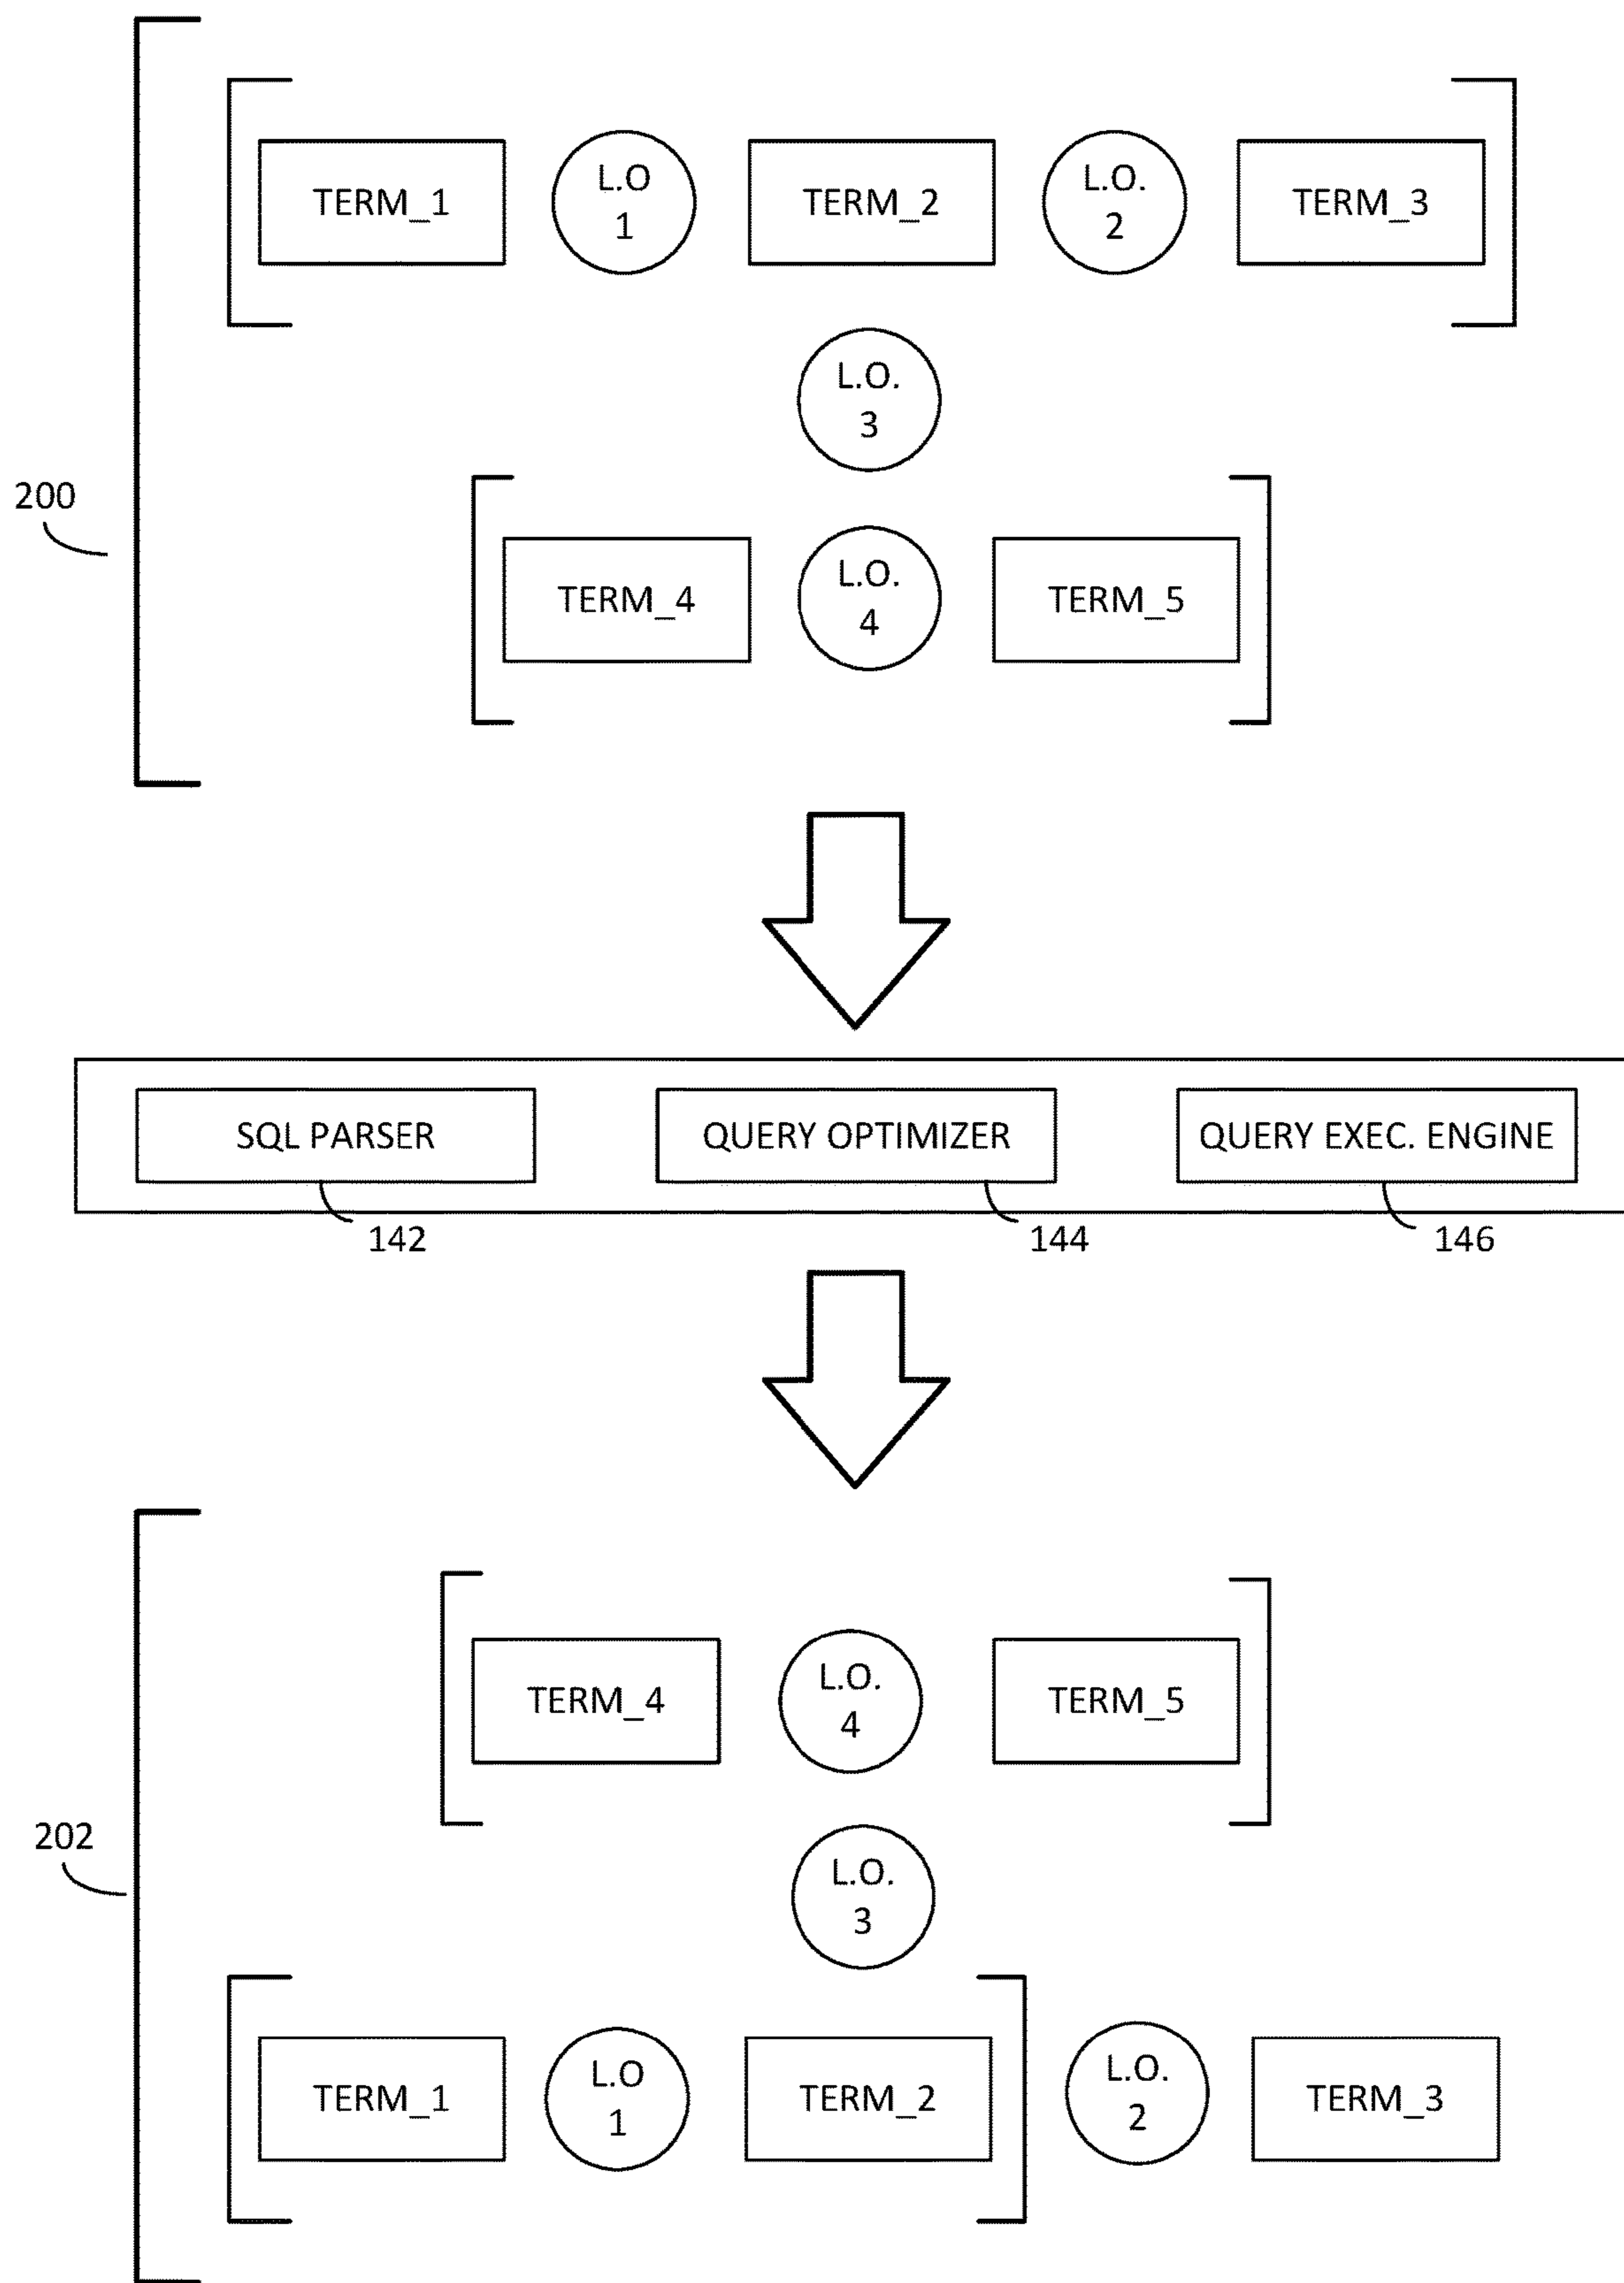 TERM_1
L.O
1
TERM_2
L.O.
2
TERM_3
L.O.
3
200
TERM_4
L.O.
4
TERM_5
SQL PARSER
QUERY OPTIMIZER
QUERY EXEC. ENGINE
142
144
146
TERM_4
L.O.
4
TERM_5
202
L.O.
3
TERM_1
L.O
1
TERM_2
L.O.
2
TERM_3